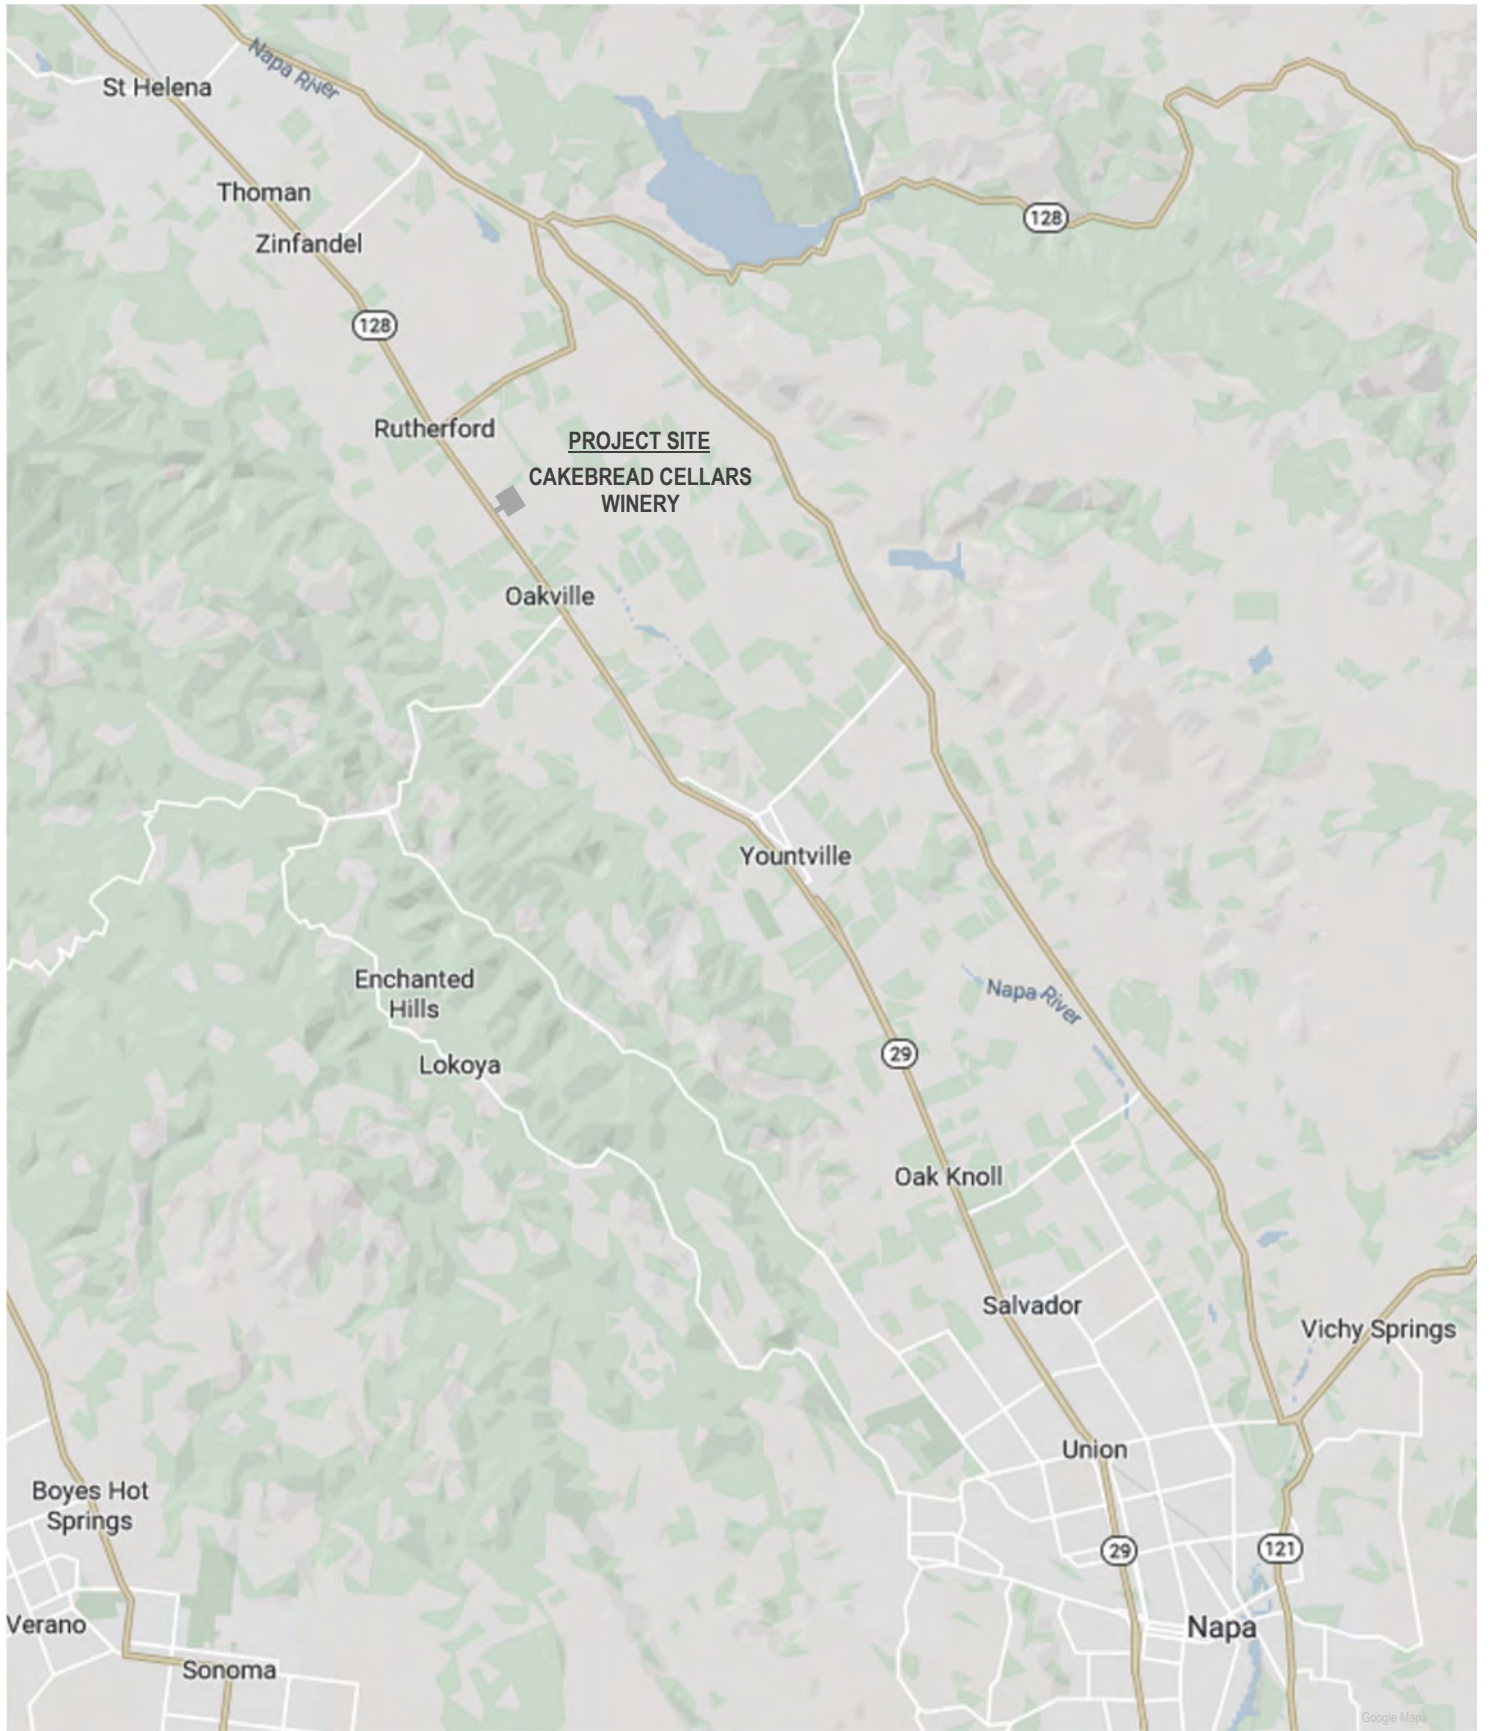 Napa River
St Helena
Thoman
128
Zinfandel
128
Rutherford
PROJECT SITE
CAKEBREAD CELLARS
WINERY
Oakville
Yountville
Enchanted
Hills
Napa River
29
Lokoya
Oak Knoll
Salvador
Vichy Springs
Union
Boyes Hot
Springs
29
121
Verano
Napa
Sonoma
Google Maps